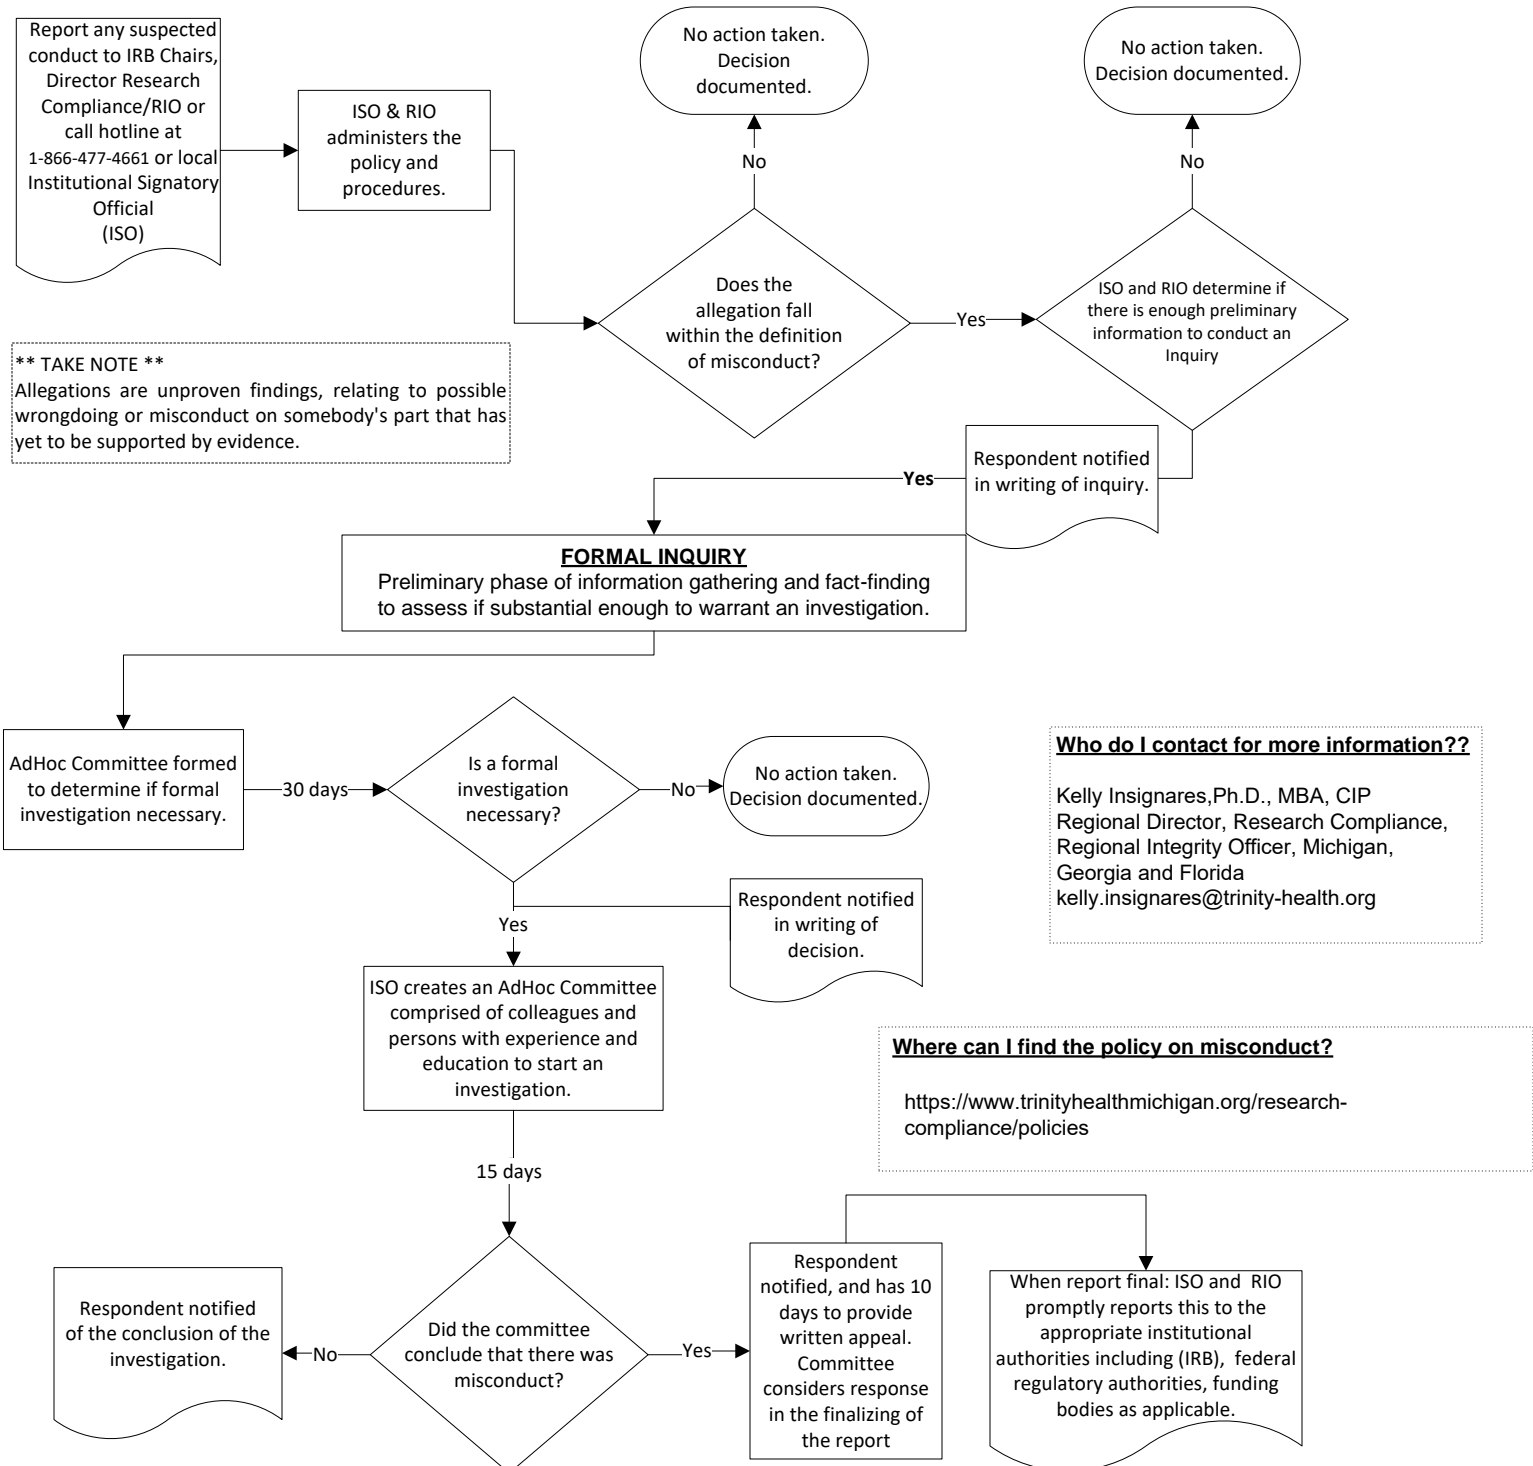 Report any suspected
conduct to IRB Chairs,
Director Research
Compliance/RIO or
call hotline at
1-866-477-4661 or local
Institutional Signatory
Official
(ISO)
ISO & RIO
administers the
policy and
procedures.
No action taken.
Decision
documented.
No
Does the
allegation fall
within the definition
of misconduct?
Yes
No action taken.
Decision documented.
No
ISO and RIO determine if
there is enough preliminary
information to conduct an
Inquiry
** TAKE NOTE **
Allegations are unproven findings, relating to possible
wrongdoing or misconduct on somebody's part that has
yet to be supported by evidence.
Respondent notified
in writing of inquiry.
Yes
FORMAL INQUIRY
Preliminary phase of information gathering and fact-finding
to assess if substantial enough to warrant an investigation.
AdHoc Committee formed
to determine if formal
investigation necessary.
30 days
Is a formal
investigation
necessary?
No
No action taken.
Decision documented.
Yes
Respondent notified
in writing of
decision.
Who do I contact for more information??
Kelly Insignares,Ph.D., MBA, CIP
Regional Director, Research Compliance,
Regional Integrity Officer, Michigan,
Georgia and Florida
kelly.insignares@trinity-health.org
ISO creates an AdHoc Committee
comprised of colleagues and
persons with experience and
education to start an
investigation.
Where can I find the policy on misconduct?
https://www.trinityhealthmichigan.org/research-
compliance/policies
15 days
Did the committee
conclude that there was
misconduct?
No
Respondent notified
of the conclusion of the
investigation.
Yes
Respondent
notified, and has 10
days to provide
written appeal.
Committee
considers response
in the finalizing of
the report
When report final: ISO and  RIO
promptly reports this to the
appropriate institutional
authorities including (IRB),  federal
regulatory authorities, funding
bodies as applicable.